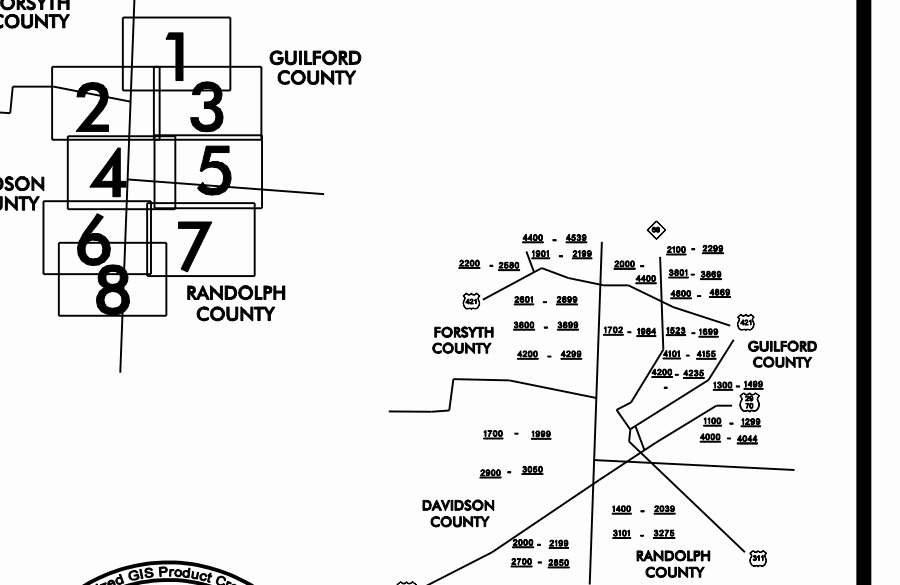 ORSYTH
COUNTY
1
GUILFORD
COUNTY
2
3
4
5
DSON
UNTY
6
7
8
RANDOLPH
COUNTY
4400 - 4539
1901 - 2199
2200 - 2580
68
2000 -
4400
2100 - 2299
3801 - 3869
4800 - 4869
421
2601 - 2899
3800 - 3899
4200 - 4299
FORSYTH
COUNTY
421
1702 - 1984
1523 - 1699
4101 - 4155
4200 - 4235
-
GUILFORD
COUNTY
1300 - 1499
29
70
1100 - 1299
4000 - 4044
1700 - 1999
2900 - 3050
DAVIDSON
COUNTY
1400 - 2039
3101 - 3275
2000 - 2199
2700 - 2850
RANDOLPH
COUNTY
311
zed GIS Product Cr